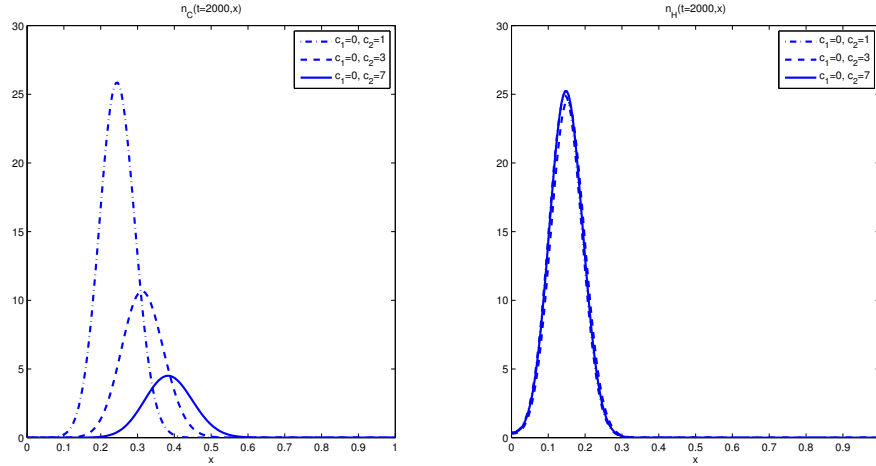 n_C(t=2000,x)
30
25
20
15
10
5
0
0 0.1 0.2 0.3 0.4 0.5 0.6 0.7 0.8 0.9 1
x
c_1=0, c_2=1
c_1=0, c_2=3
c_1=0, c_2=7
n_H(t=2000,x)
30
25
20
15
10
5
0
0 0.1 0.2 0.3 0.4 0.5 0.6 0.7 0.8 0.9
x
c_1=0, c_2=1
c_1=0, c_2=3
c_1=0, c_2=7